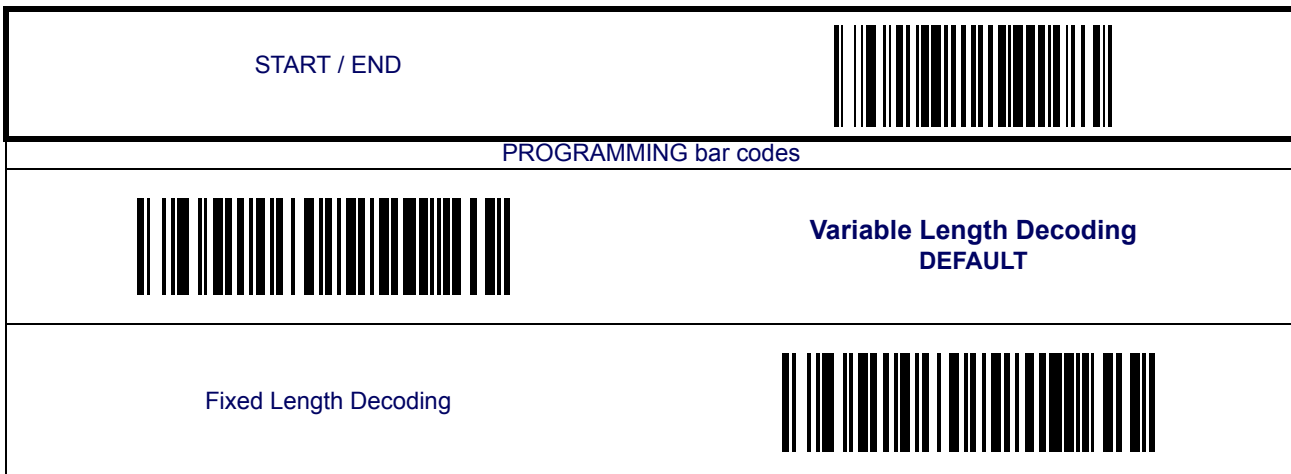 START / END
PROGRAMMING bar codes
Variable Length Decoding
DEFAULT
Fixed Length Decoding